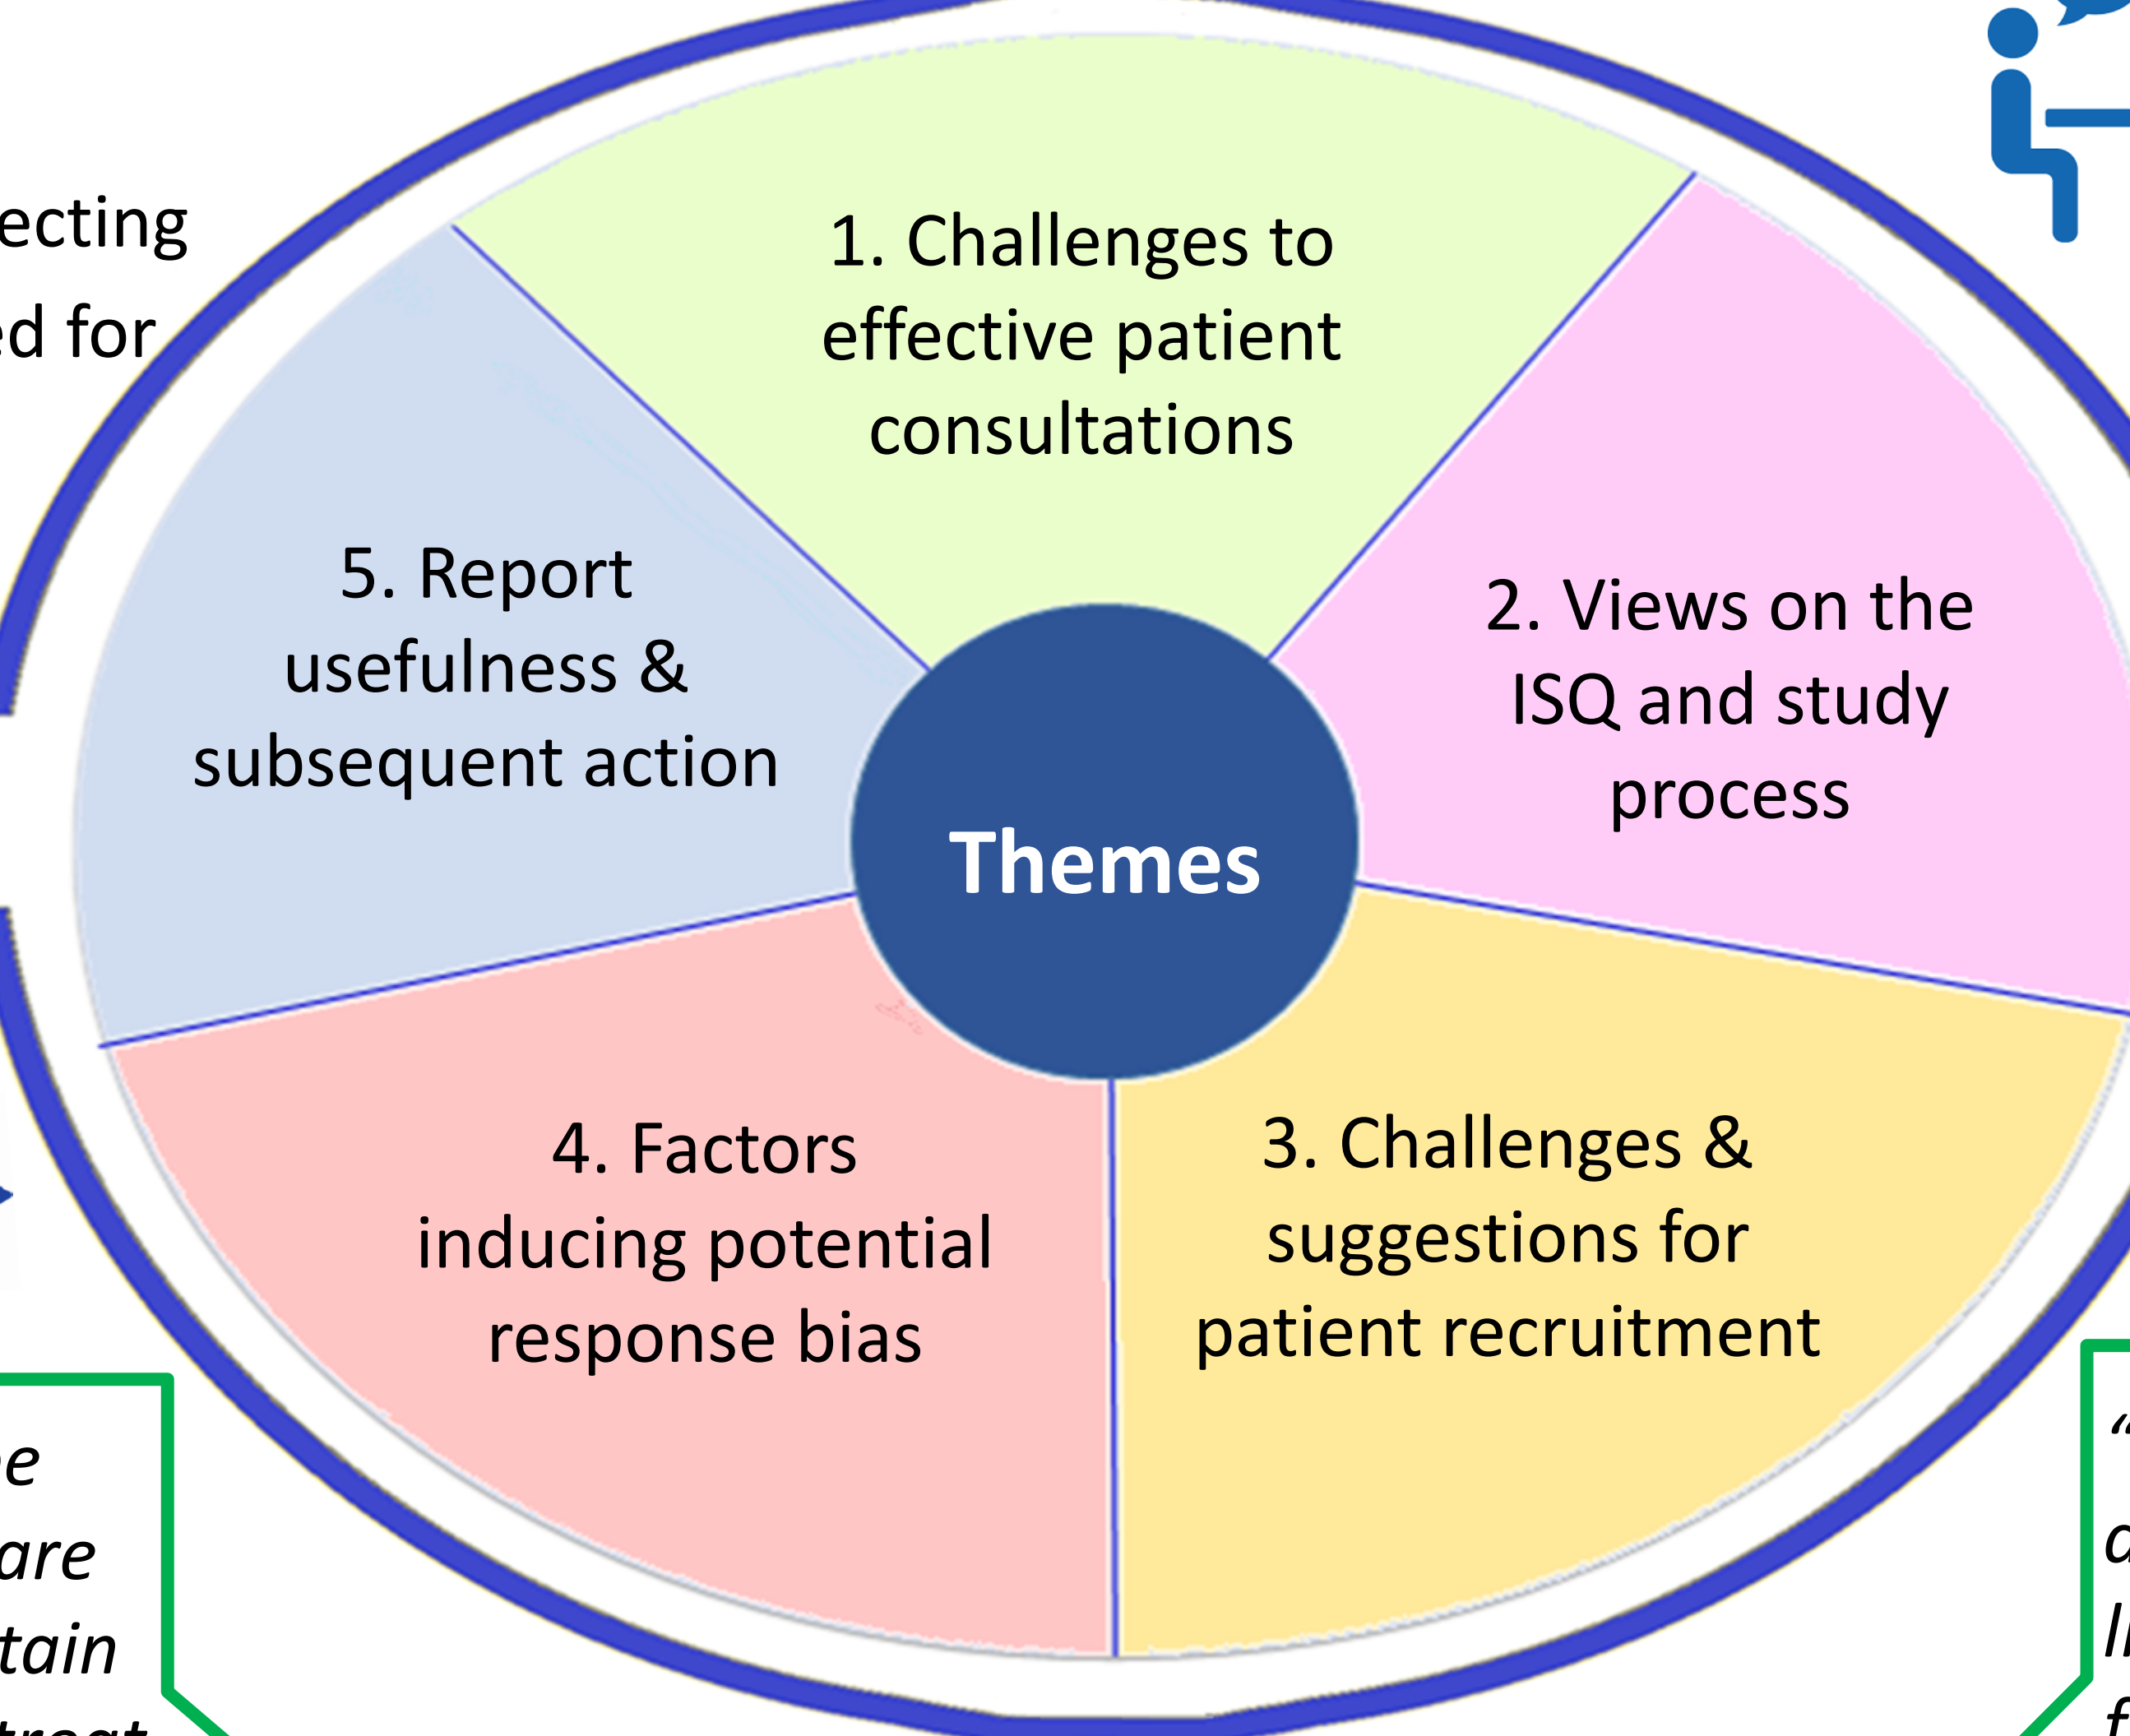 ecting
ed for
1. Challenges to
effective patient
consultations
2. Views on the
ISQ and study
process
5. Report
usefulness &
subsequent action
Themes
3. Challenges &
suggestions for
patient recruitment
4. Factors
inducing potential
response bias
e
are
tain
treat
“